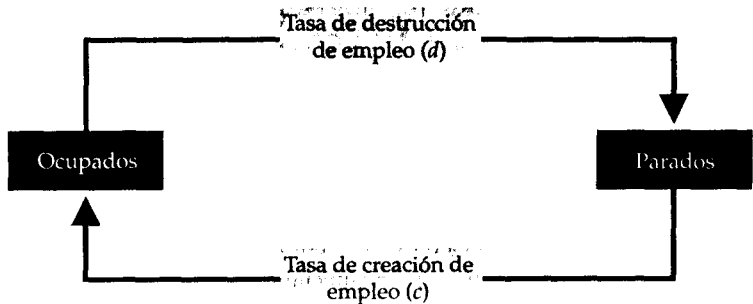 Tasa de destrucción
de empleo (d)
Ocupados
Parados
Tasa de creación de
empleo (c)